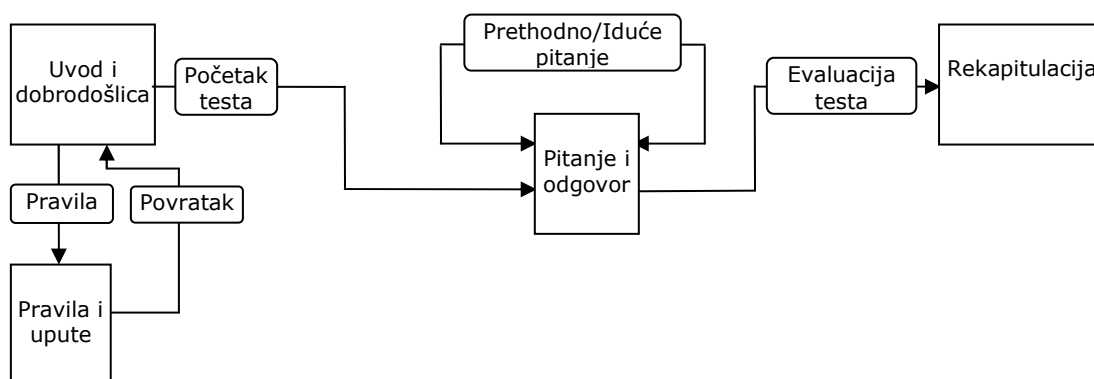 Uvod i
dobrodošlica
Početak
testa
Prethodno/Iduće
pitanje
Evaluacija
testa
Rekapitulacija
Pitanje i
odgovor
Pravila
Povratak
Pravila i
upute